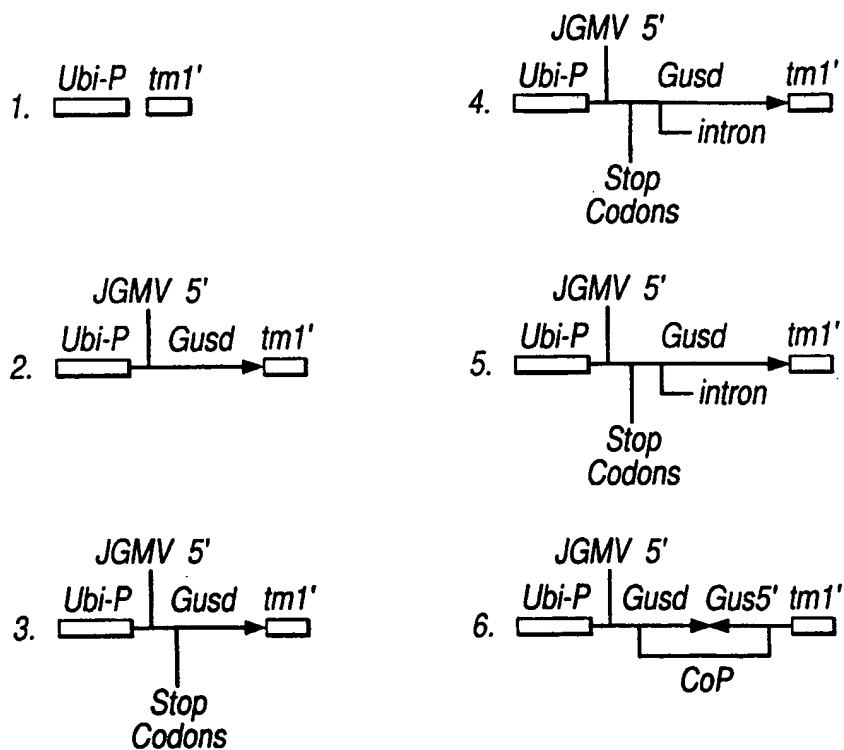 1. Ubi-P tm1'
2. JGMV 5'
Ubi-P Gusd tm1'
3. JGMV 5'
Ubi-P Gusd tm1'
Stop
Codons
4. JGMV 5'
Ubi-P Gusd tm1'
intron
Stop
Codons
5. JGMV 5'
Ubi-P Gusd tm1'
intron
Stop
Codons
6. JGMV 5'
Ubi-P Gusd Gus5' tm1'
CoP